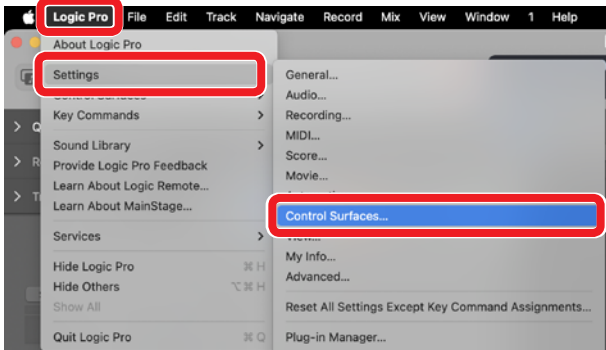 Logic Pro File Edit Track Navigate Record Mix View Window 1 Help
About Logic Pro
Settings
General...
Audio...
Key Commands
Recording...
MIDI...
Sound Library
Score...
Provide Logic Pro Feedback
Movie...
Learn About Logic Remote...
Learn About MainStage...
Control Surfaces...
Services
My Info...
Hide Logic Pro ⌘ H
Advanced...
Hide Others ⌥ ⌘ H
Show All
Reset All Settings Except Key Command Assignments...
Quit Logic Pro ⌘ Q
Plug-in Manager...